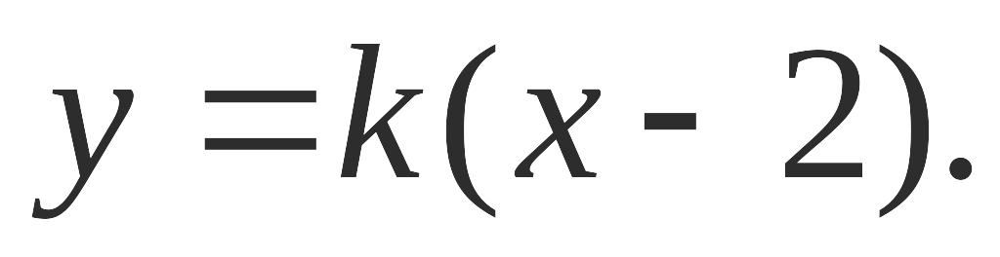 y = k(x - 2).